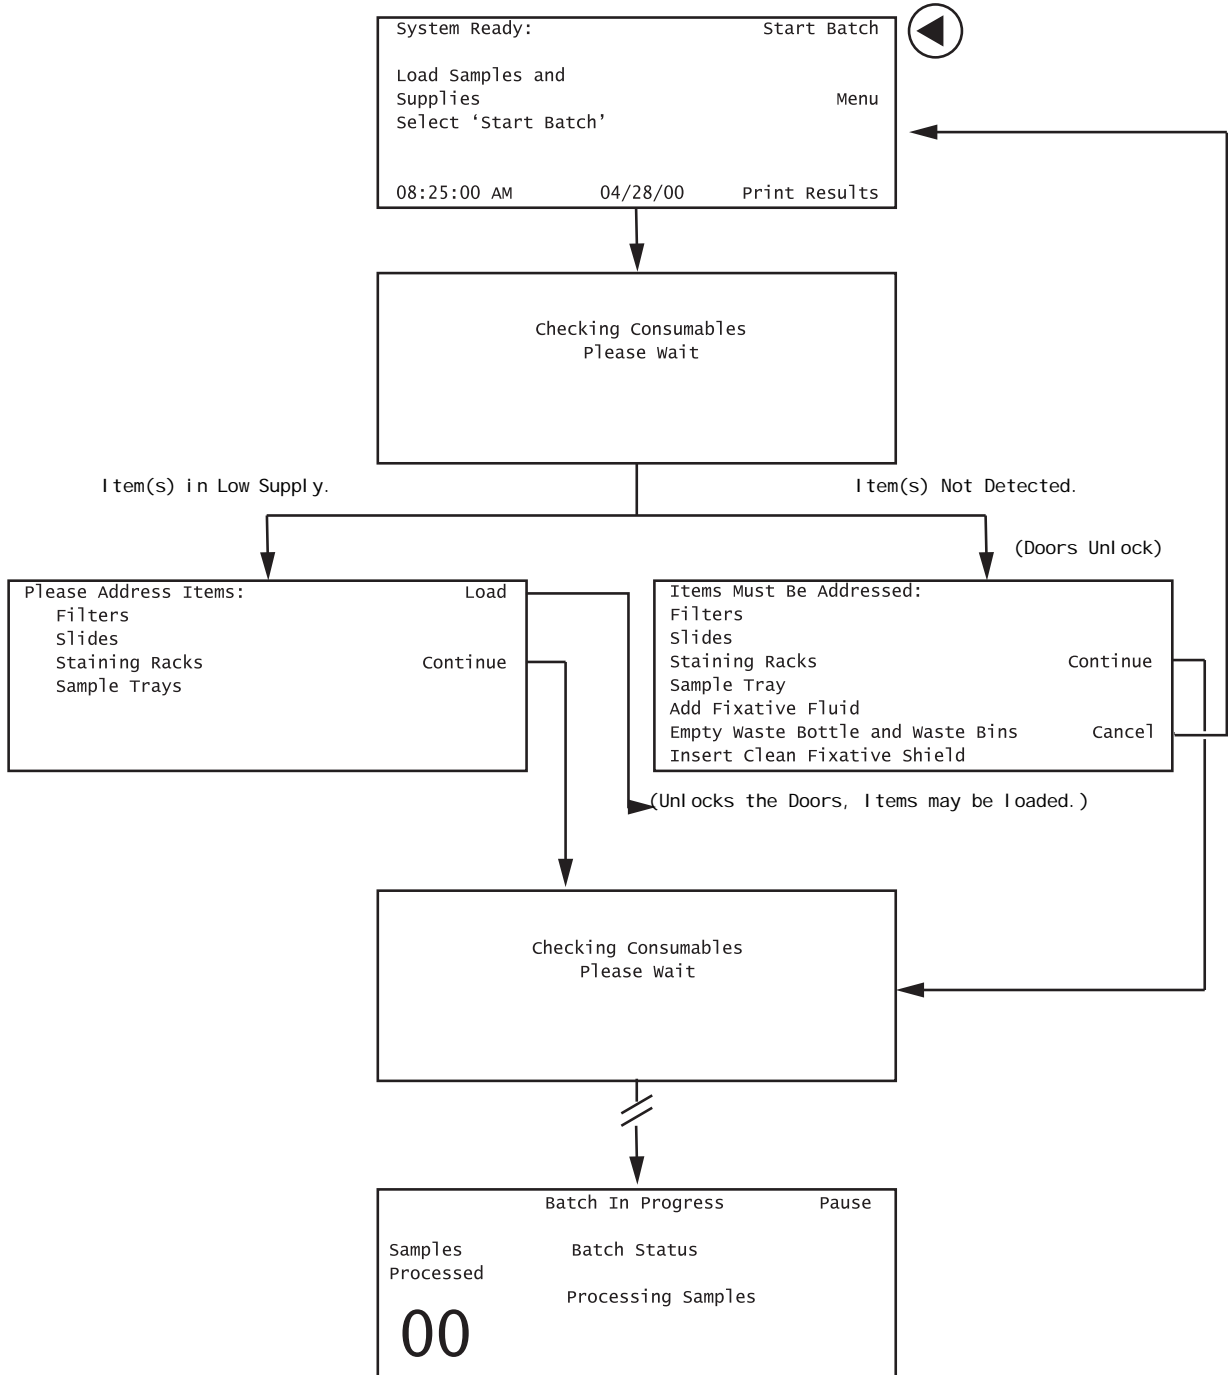 System Ready: Start Batch
Load Samples and
Supplies Menu
Select ‘Start Batch’
08:25:00 AM 04/28/00 Print Results
Checking Consumables
Please Wait
Item(s) in Low Supply.
Item(s) Not Detected.
(Doors Unlock)
Please Address Items: Load
Filters
Slides
Staining Racks Continue
Sample Trays
Items Must Be Addressed:
Filters
Slides
Staining Racks Continue
Sample Tray
Add Fixative Fluid
Empty Waste Bottle and Waste Bins Cancel
Insert Clean Fixative Shield
(Unlocks the Doors, Items may be loaded.)
Checking Consumables
Please Wait
Batch In Progress Pause
Samples Batch Status
Processed
Processing Samples
00